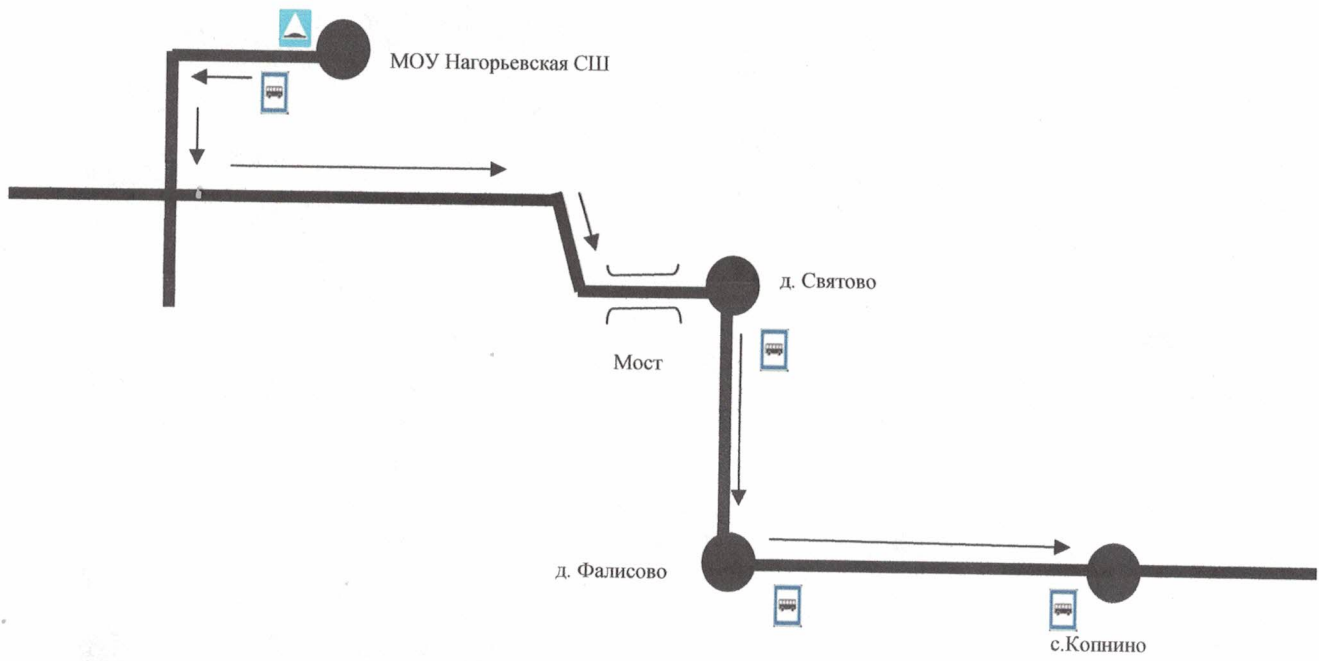 МОУ Нагорьевская СШ
д. Святово
Мост
д. Фалисово
с.Копнино